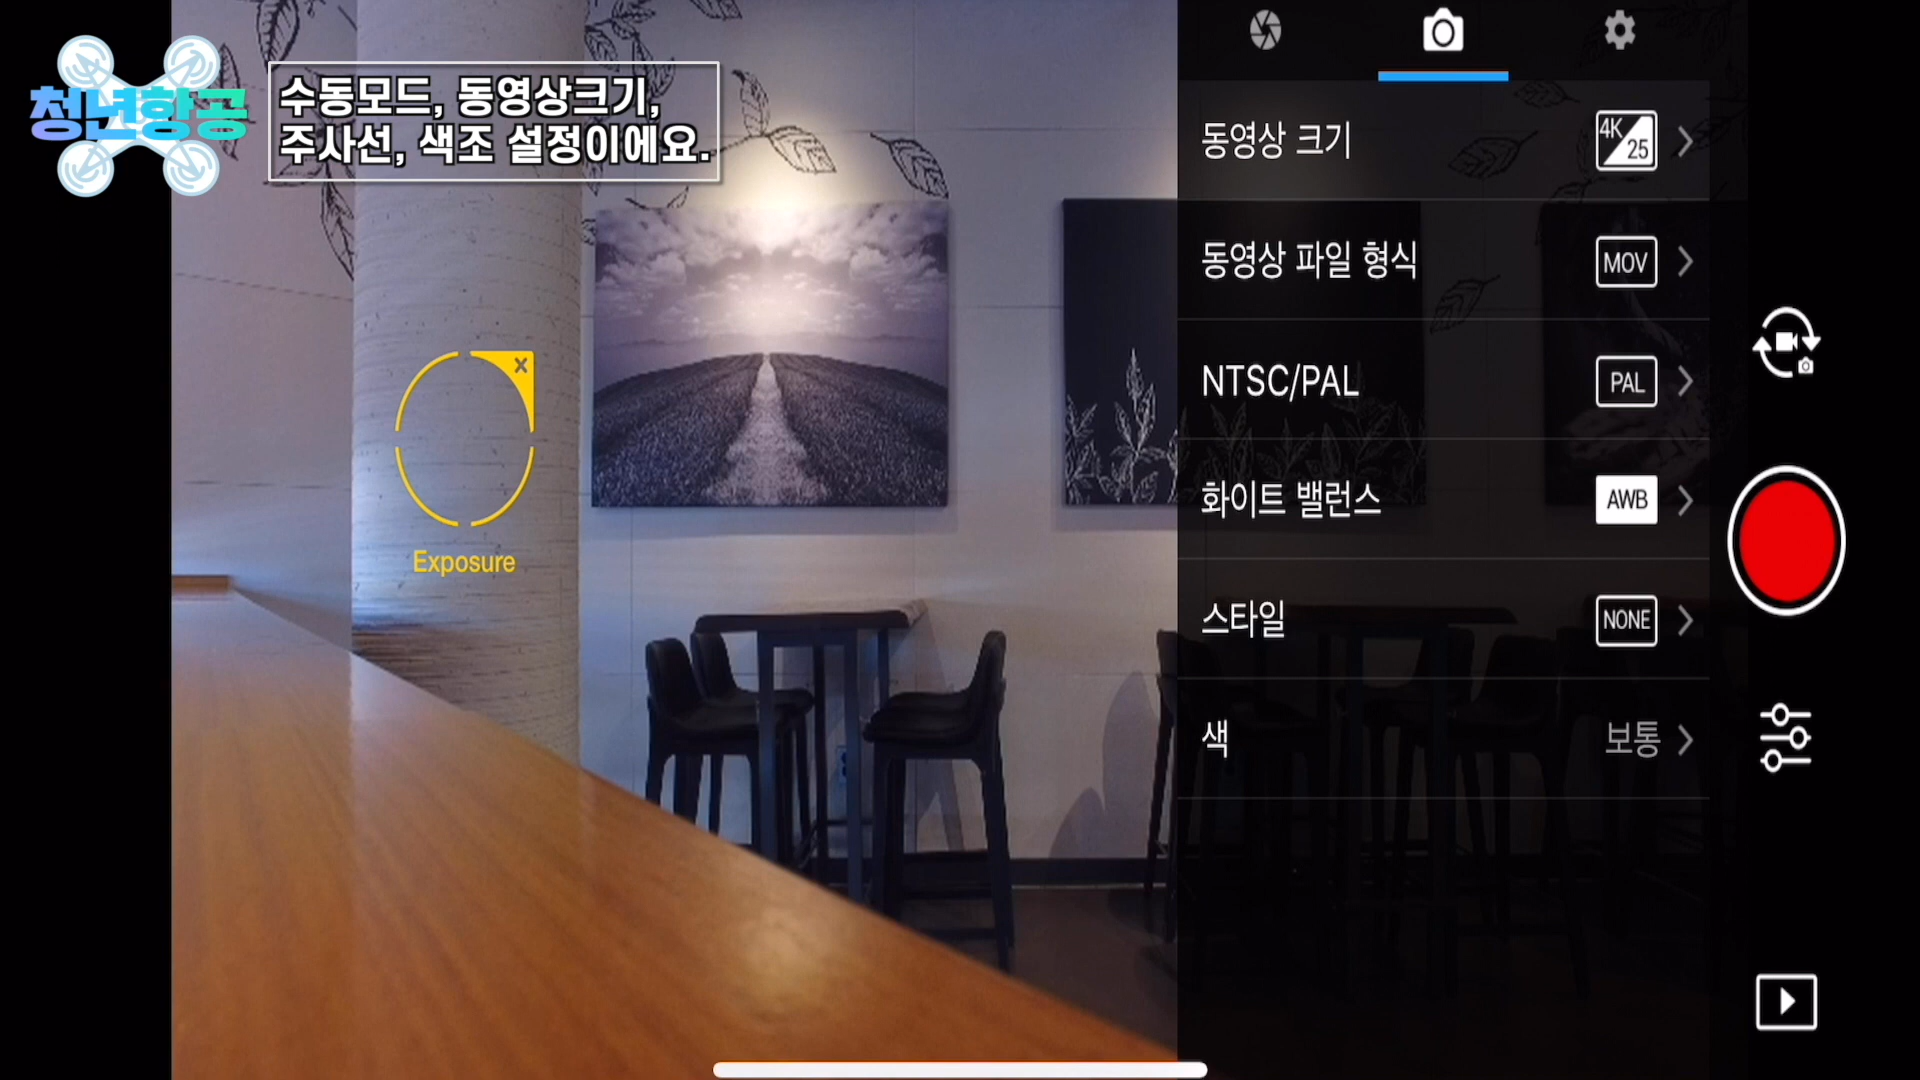 청년항공
수동모드, 동영상크기,
주사선, 색조 설정이에요.
동영상 크기
4K
25
동영상 파일 형식
MOV
NTSC/PAL
PAL
화이트 밸런스
AWB
스타일
NONE
색
보통
Exposure